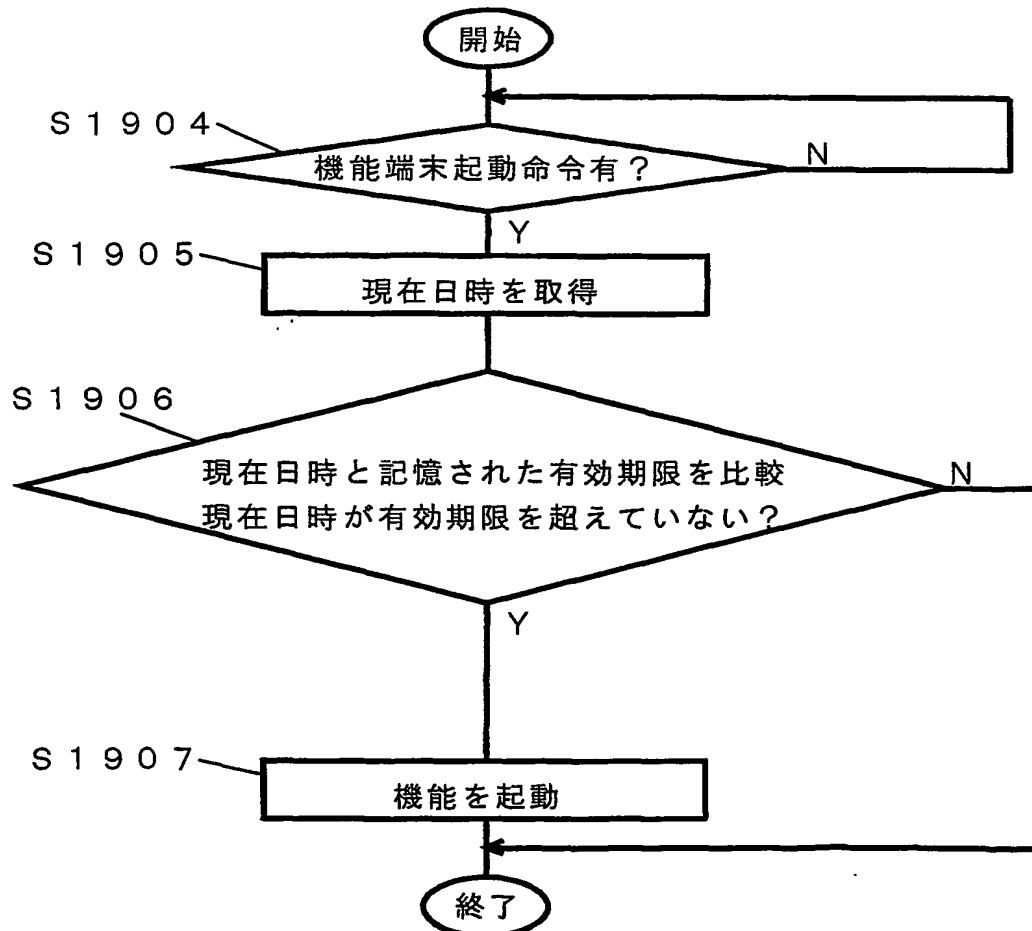 開始
S1904
機能端末起動命令有?
N
Y
S1905
現在日時を取得
S1906
現在日時と記憶された有効期限を比較
現在日時が有効期限を超えていない?
N
Y
S1907
機能を起動
終了